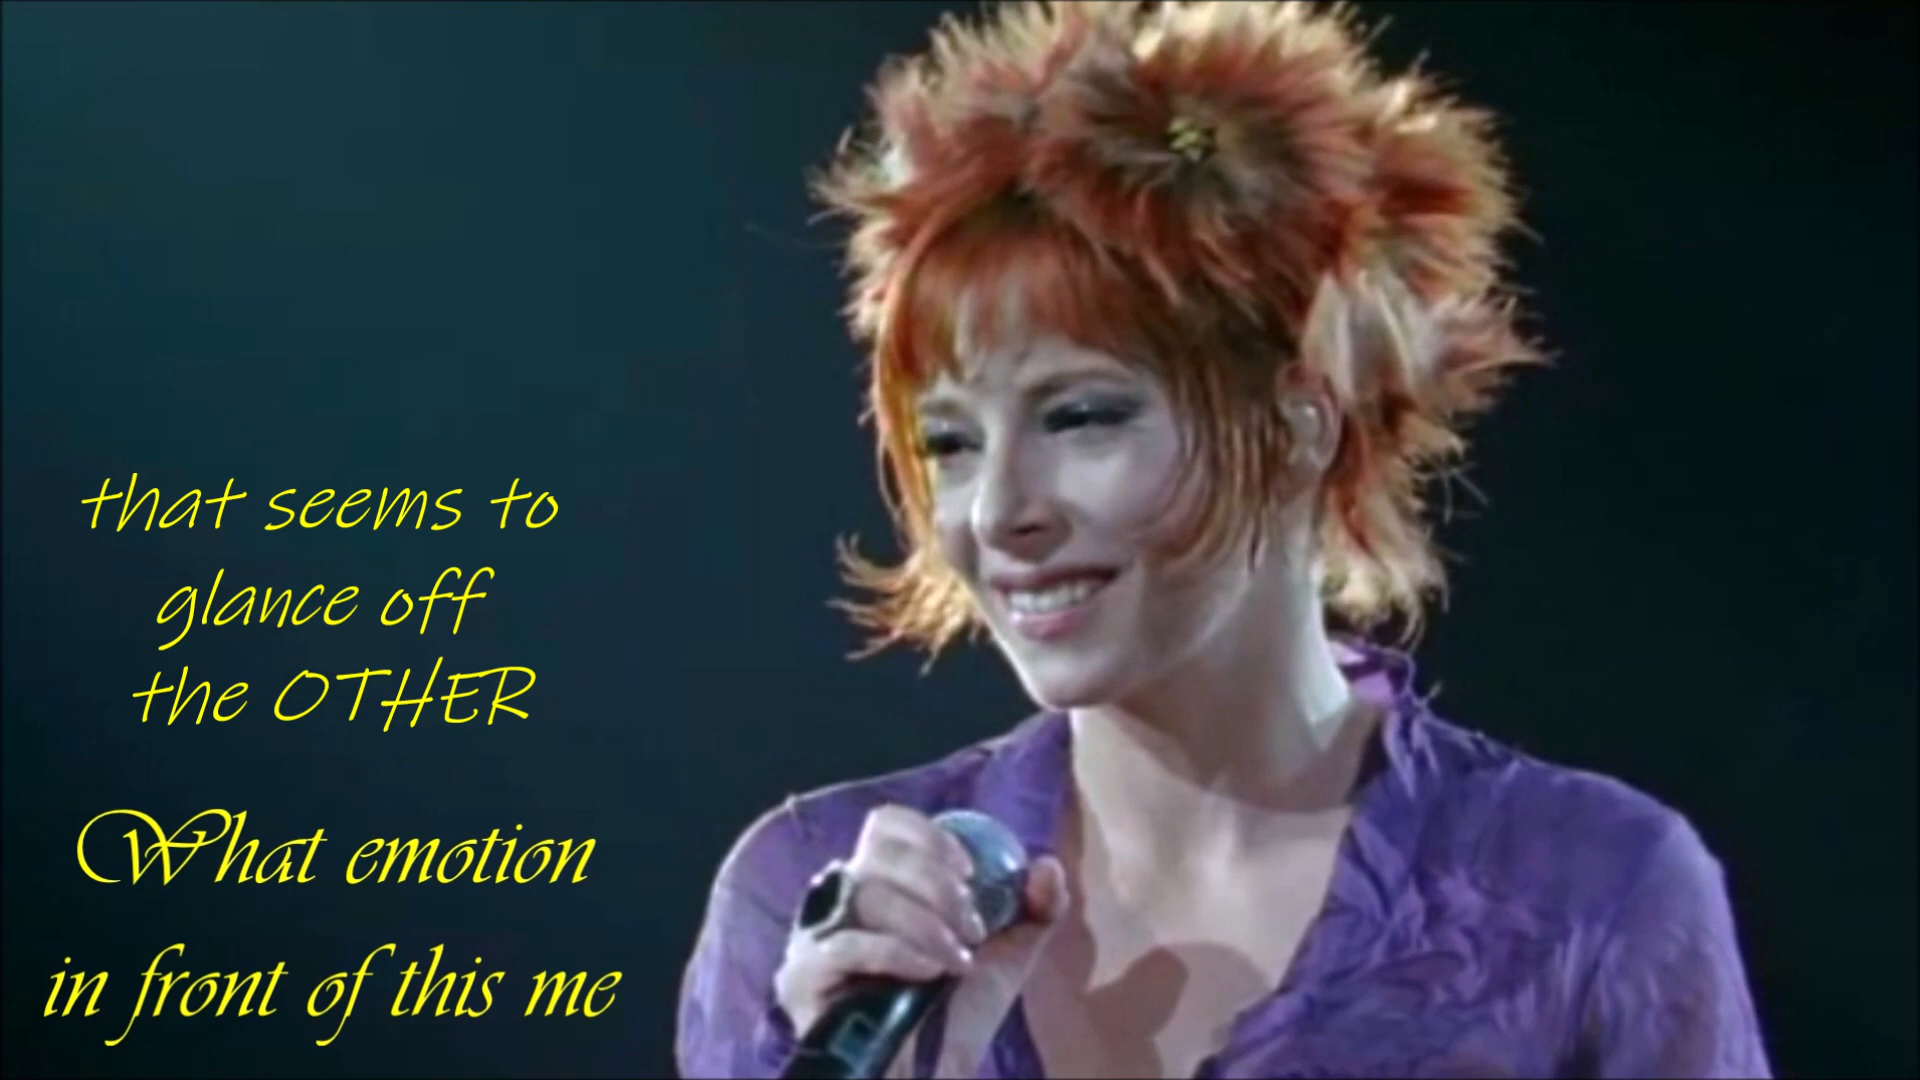 that seems to
glance off
the OTHER
What emotion
in front of this me